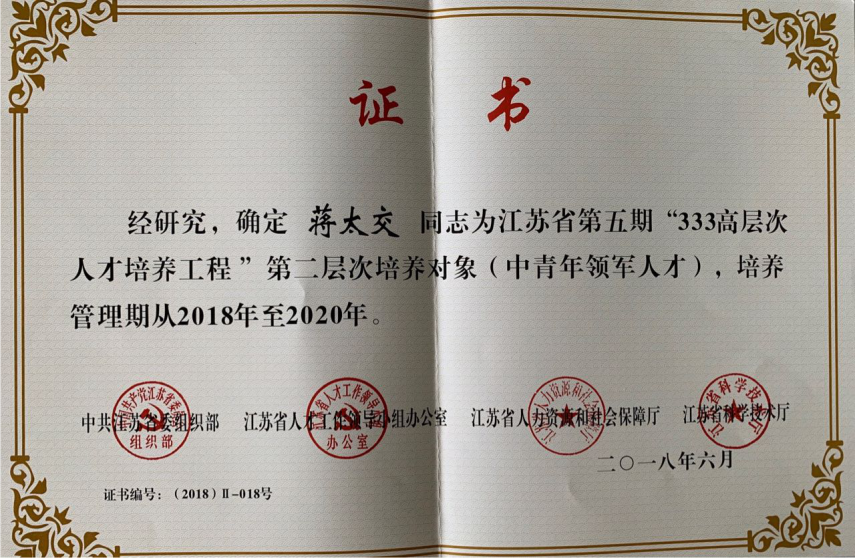 证 书
经研究，确定 蒋太交 同志为江苏省第五期“333高层次
人才培养工程”第二层次培养对象（中青年领军人才），培养
管理期从2018年至2020年。
中共江苏省委组织部 江苏省人才工作领导小组办公室 江苏省人力资源和社会保障厅 江苏省科学技术厅
组织部
办公室
二〇一八年六月
证书编号：（2018）Ⅱ-018号